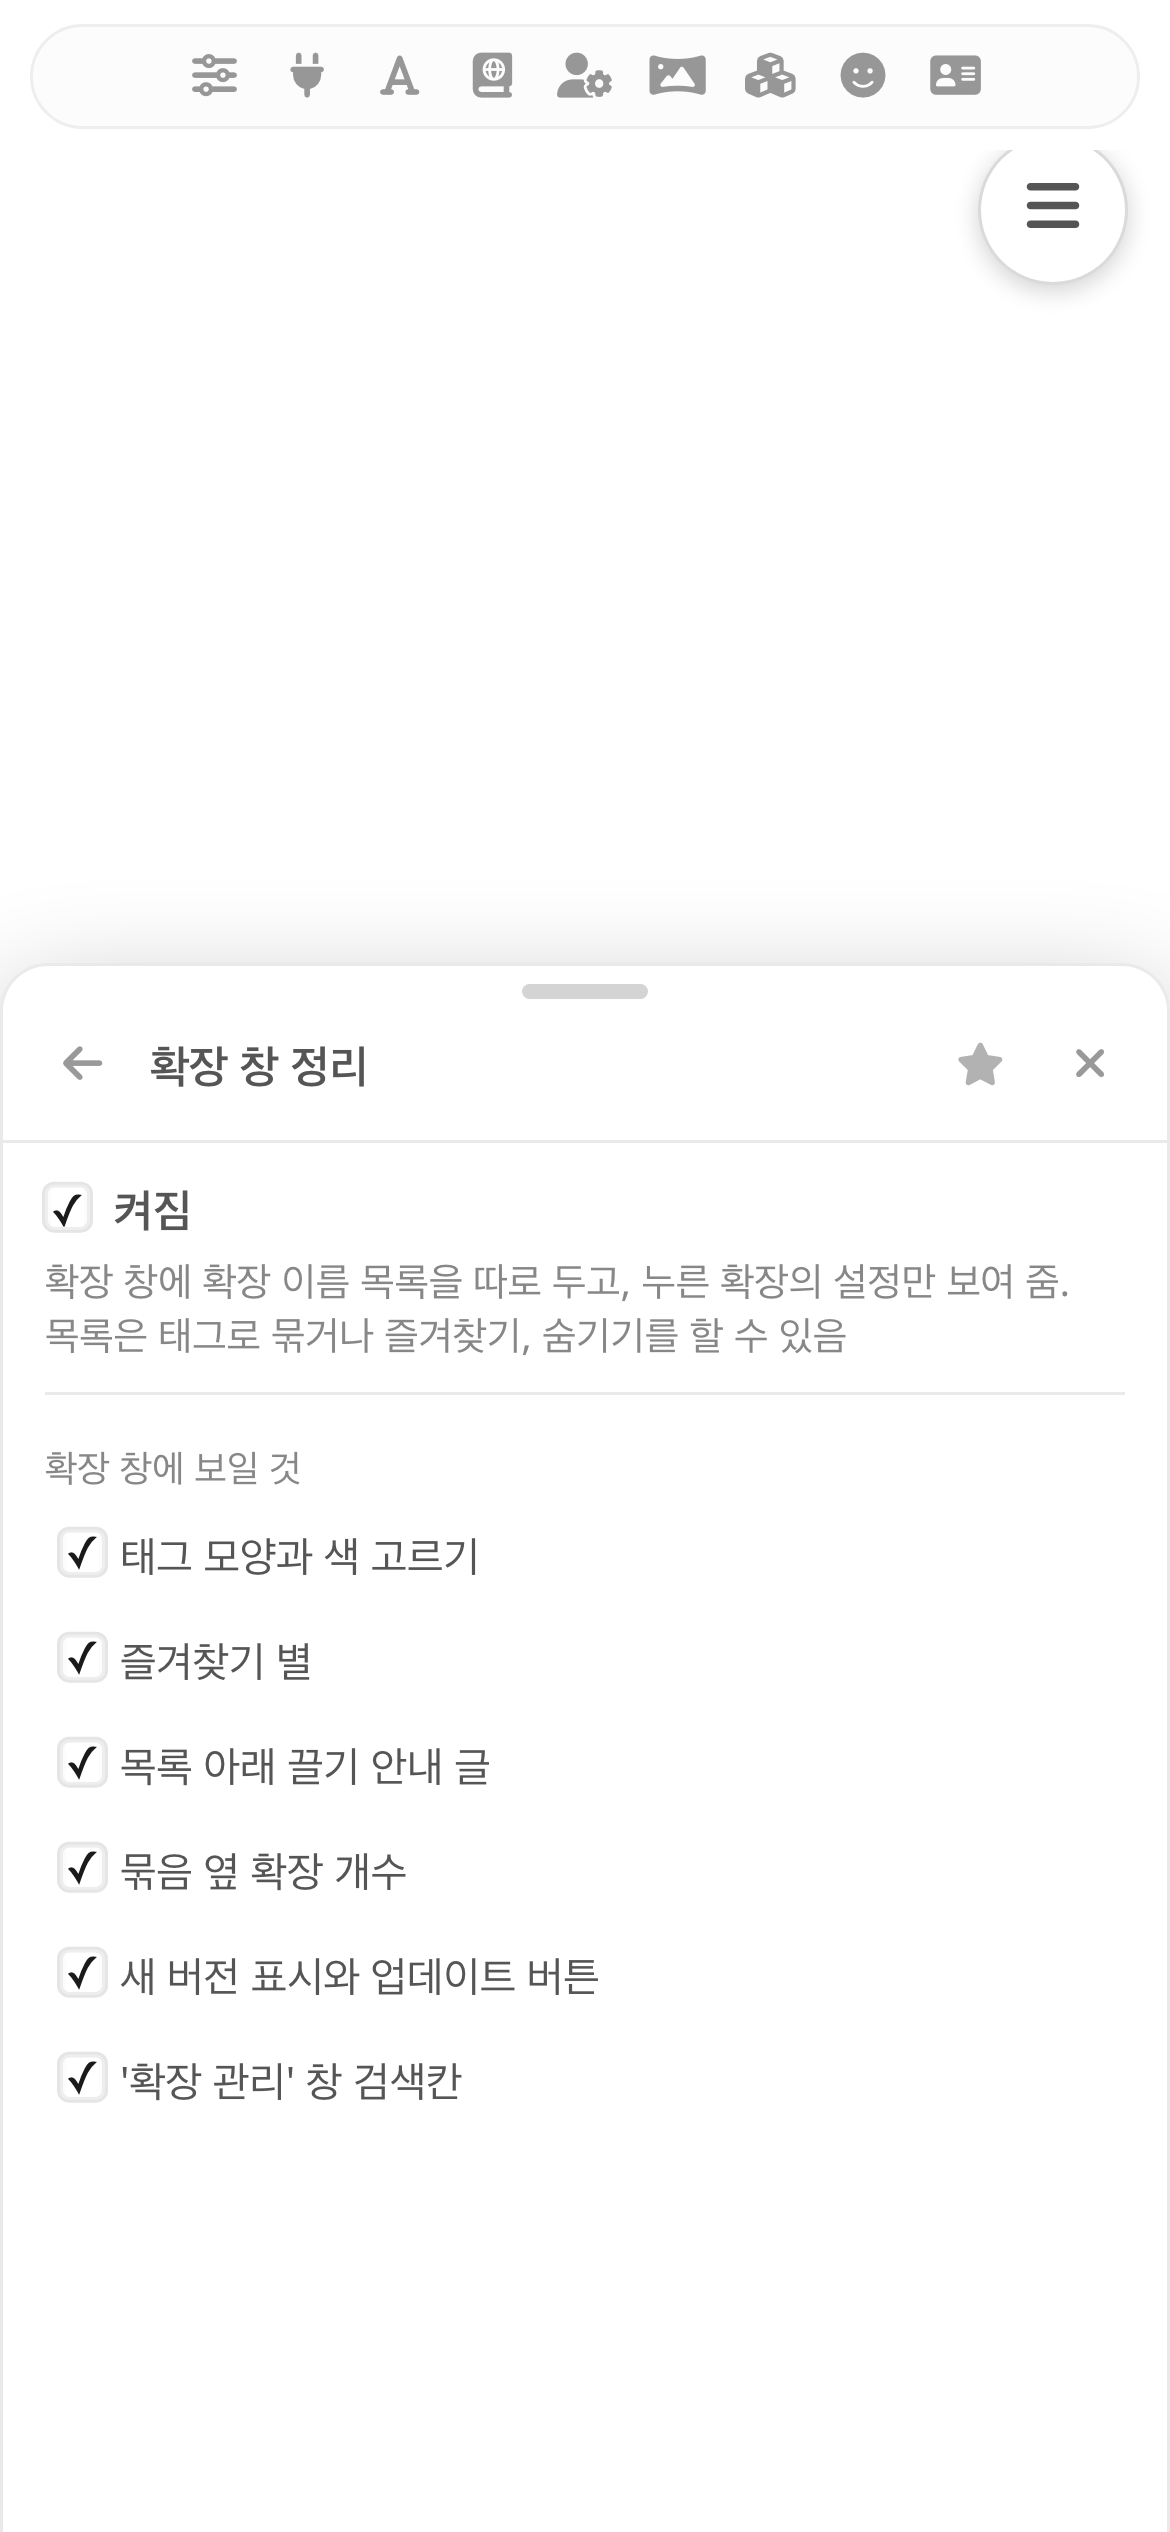 확장 창 정리
켜짐
확장 창에 확장 이름 목록을 따로 두고, 누른 확장의 설정만 보여 줌.
목록은 태그로 묶거나 즐겨찾기, 숨기기를 할 수 있음
확장 창에 보일 것
태그 모양과 색 고르기
즐겨찾기 별
목록 아래 끌기 안내 글
묶음 옆 확장 개수
새 버전 표시와 업데이트 버튼
'확장 관리' 창 검색칸